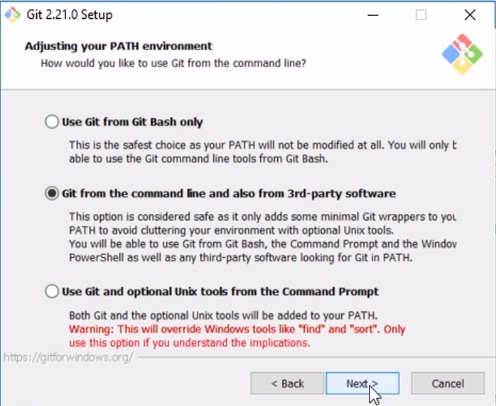 Git 2.21.0 Setup
Adjusting your PATH environment
How would you like to use Git from the command line?
Use Git from Git Bash only
This is the safest choice as your PATH will not be modified at all. You will only b
able to use the Git command line tools from Git Bash.
Git from the command line and also from 3rd-party software
This option is considered safe as it only adds some minimal Git wrappers to you
PATH to avoid cluttering your environment with optional Unix tools.
You will be able to use Git from Git Bash, the Command Prompt and the Window
PowerShell as well as any third-party software looking for Git in PATH.
Use Git and optional Unix tools from the Command Prompt
Both Git and the optional Unix tools will be added to your PATH.
Warning: This will override Windows tools like "find" and "sort". Only
use this option if you understand the implications.
https://gitforwindows.org/
< Back Next > Cancel